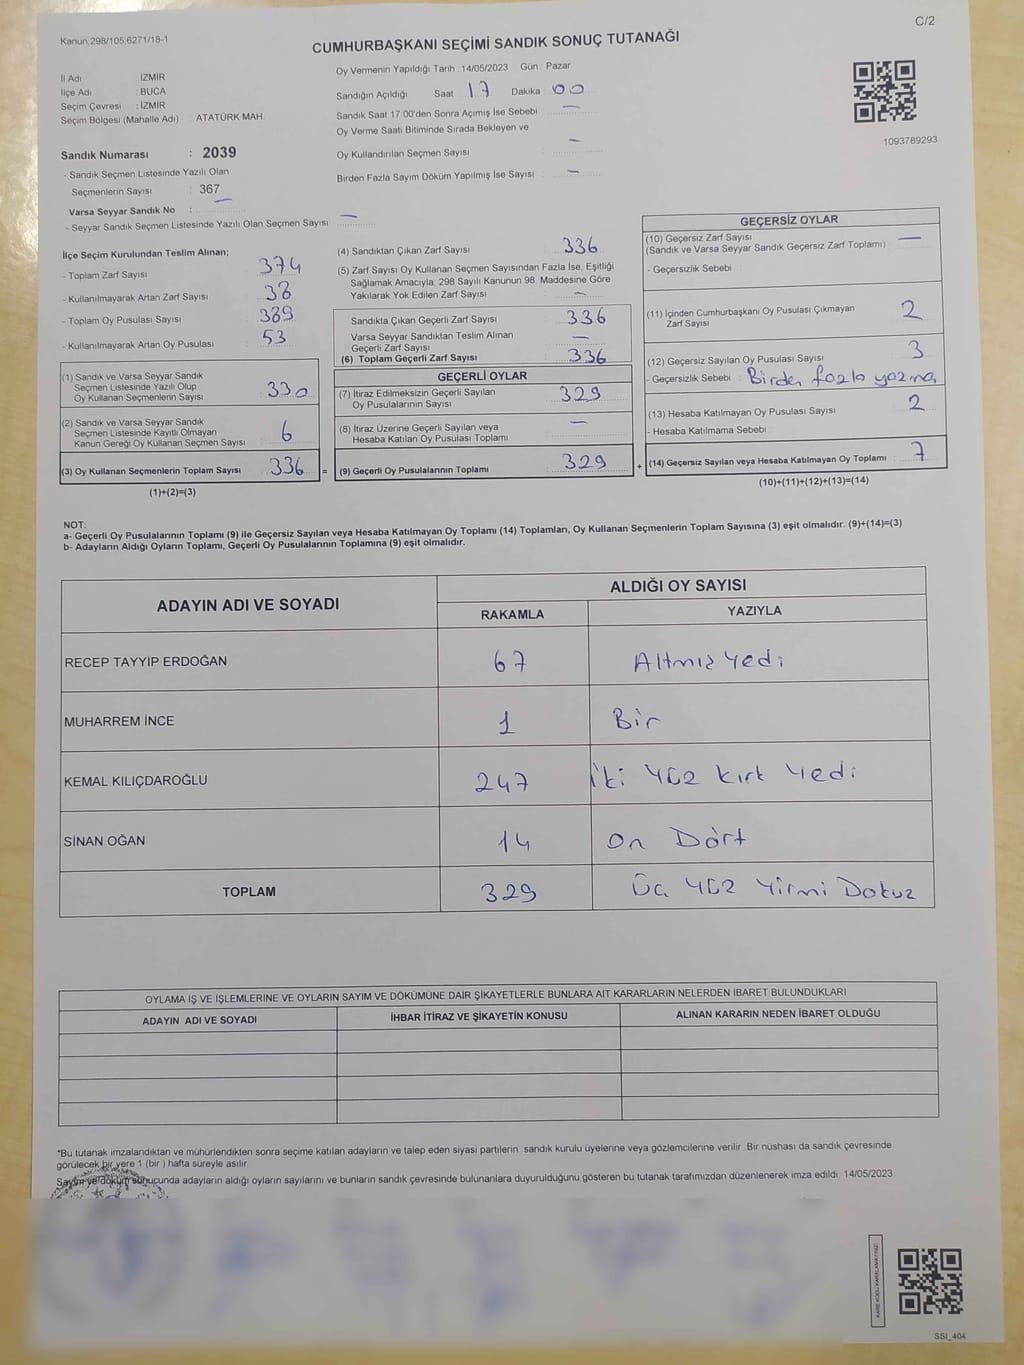 C/2
Kanun;298/105,6271/18-1
CUMHURBAŞKANI SEÇİMİ SANDIK SONUÇ TUTANAĞI
İl Adı : İZMİR
İlçe Adı : BUCA
Seçim Çevresi : İZMİR
Seçim Bölgesi (Mahalle Adı) : ATATÜRK MAH.
Sandık Numarası : 2039
- Sandık Seçmen Listesinde Yazılı Olan
Seçmenlerin Sayısı : 367
Varsa Seyyar Sandık No : —
- Seyyar Sandık Seçmen Listesinde Yazılı Olan Seçmen Sayısı : —
Oy Vermenin Yapıldığı Tarih : 14/05/2023 Gün : Pazar
Sandığın Açıldığı Saat 17 Dakika 00
Sandık Saat 17:00'den Sonra Açımış İse Sebebi : —
Oy Verme Saati Bitiminde Sırada Bekleyen ve
Oy Kullandırılan Seçmen Sayısı : —
Birden Fazla Sayım Döküm Yapılmış İse Sayısı : —
1093789293
İlçe Seçim Kurulundan Teslim Alınan;
- Toplam Zarf Sayısı 374
- Kullanılmayarak Artan Zarf Sayısı 38
- Toplam Oy Pusulası Sayısı 389
- Kullanılmayarak Artan Oy Pusulası 53
(1) Sandık ve Varsa Seyyar Sandık
Seçmen Listesinde Yazılı Olup
Oy Kullanan Seçmenlerin Sayısı 330
(2) Sandık ve Varsa Seyyar Sandık
Seçmen Listesinde Kayıtlı Olmayan
Kanun Gereği Oy Kullanan Seçmen Sayısı 6
(3) Oy Kullanan Seçmenlerin Toplam Sayısı 336 =
(1)+(2)=(3)
(4) Sandıktan Çıkan Zarf Sayısı 336
(5) Zarf Sayısı Oy Kullanan Seçmen Sayısından Fazla İse, Eşitliği
Sağlamak Amacıyla; 298 Sayılı Kanunun 98. Maddesine Göre
Yakılarak Yok Edilen Zarf Sayısı —
Sandıkta Çıkan Geçerli Zarf Sayısı 336
Varsa Seyyar Sandıktan Teslim Alınan
Geçerli Zarf Sayısı —
(6) Toplam Geçerli Zarf Sayısı 336
GEÇERLİ OYLAR
(7) İtiraz Edilmeksizin Geçerli Sayılan
Oy Pusulalarının Sayısı 329
(8) İtiraz Üzerine Geçerli Sayılan veya
Hesaba Katılan Oy Pusulası Toplamı —
(9) Geçerli Oy Pusulalarının Toplamı 329 +
GEÇERSİZ OYLAR
(10) Geçersiz Zarf Sayısı —
(Sandık ve Varsa Seyyar Sandık Geçersiz Zarf Toplamı)
- Geçersizlik Sebebi
(11) İçinden Cumhurbaşkanı Oy Pusulası Çıkmayan
Zarf Sayısı 2
(12) Geçersiz Sayılan Oy Pusulası Sayısı 3
- Geçersizlik Sebebi : Birden fazla yazma
(13) Hesaba Katılmayan Oy Pusulası Sayısı 2
- Hesaba Katılmama Sebebi :
(14) Geçersiz Sayılan veya Hesaba Katılmayan Oy Toplamı 7
(10)+(11)+(12)+(13)=(14)
NOT:
a- Geçerli Oy Pusulalarının Toplamı (9) ile Geçersiz Sayılan veya Hesaba Katılmayan Oy Toplamı (14) Toplamları, Oy Kullanan Seçmenlerin Toplam Sayısına (3) eşit olmalıdır. (9)+(14)=(3)
b- Adayların Aldığı Oyların Toplamı, Geçerli Oy Pusulalarının Toplamına (9) eşit olmalıdır.
ADAYIN ADI VE SOYADI ALDIĞI OY SAYISI
RAKAMLA YAZIYLA
RECEP TAYYİP ERDOĞAN 67 Altmış Yedi
MUHARREM İNCE 1 Bir
KEMAL KILIÇDAROĞLU 247 İki Yüz Kırk Yedi
SİNAN OĞAN 14 On Dört
TOPLAM 329 Üç Yüz Yirmi Dokuz
OYLAMA İŞ VE İŞLEMLERİNE VE OYLARIN SAYIM VE DÖKÜMÜNE DAİR ŞİKAYETLERLE BUNLARA AİT KARARLARIN NELERDEN İBARET BULUNDUKLARI
ADAYIN ADI VE SOYADI İHBAR İTİRAZ VE ŞİKAYETİN KONUSU ALINAN KARARIN NEDEN İBARET OLDUĞU
*Bu tutanak imzalandıktan ve mühürlendikten sonra seçime katılan adayların ve talep eden siyasi partilerin sandık kurulu üyelerine veya gözlemcilerine verilir. Bir nüshası da sandık çevresinde
görülecek bir yere 1 (bir ) hafta süreyle asılır.
Sayım ve döküm sonucunda adayların aldığı oyların sayılarını ve bunların sandık çevresinde bulunanlara duyurulduğunu gösteren bu tutanak tarafımızdan düzenlenerek imza edildi. 14/05/2023
KARE KODU KARALAMAYINIZ!
SSI_404